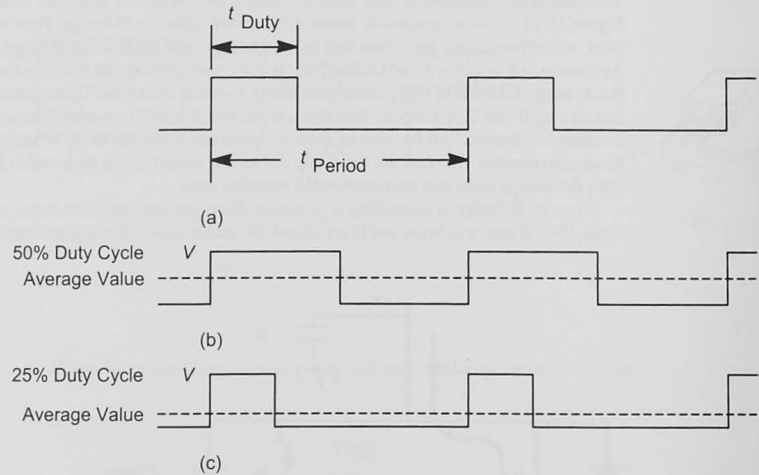 t Duty
t Period
(a)
50% Duty Cycle V
Average Value
(b)
25% Duty Cycle V
Average Value
(c)